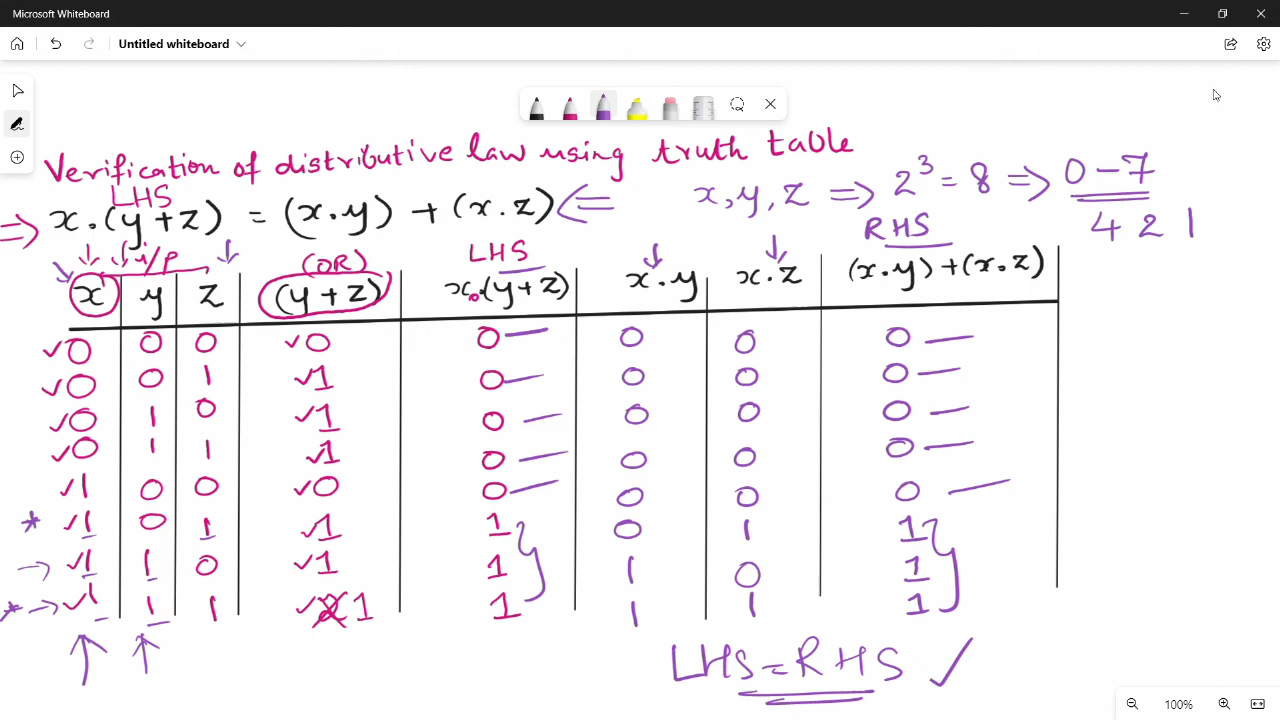 Microsoft Whiteboard
Untitled whiteboard
Verification of distributive law using truth table
LHS
x.(y+z) = (x.y) + (x.z) <= x,y,z => 2³ = 8 => 0-7
i/p (OR) LHS RHS 4 2 1
x y z (y+z) x.(y+z) x.y x.z (x.y)+(x.z)
✓0 0 0 ✓0 0 0 0 0
✓0 0 1 ✓1 0 0 0 0
✓0 1 0 ✓1 0 0 0 0
✓0 1 1 ✓1 0 0 0 0
✓1 0 0 ✓0 0 0 0 0
* ✓1 0 1 ✓1 1 0 1 1
→ ✓1 1 0 ✓1 1 1 0 1
* → ✓1 1 1 ✓ 1 1 1 1 1
LHS=RHS ✓
100%